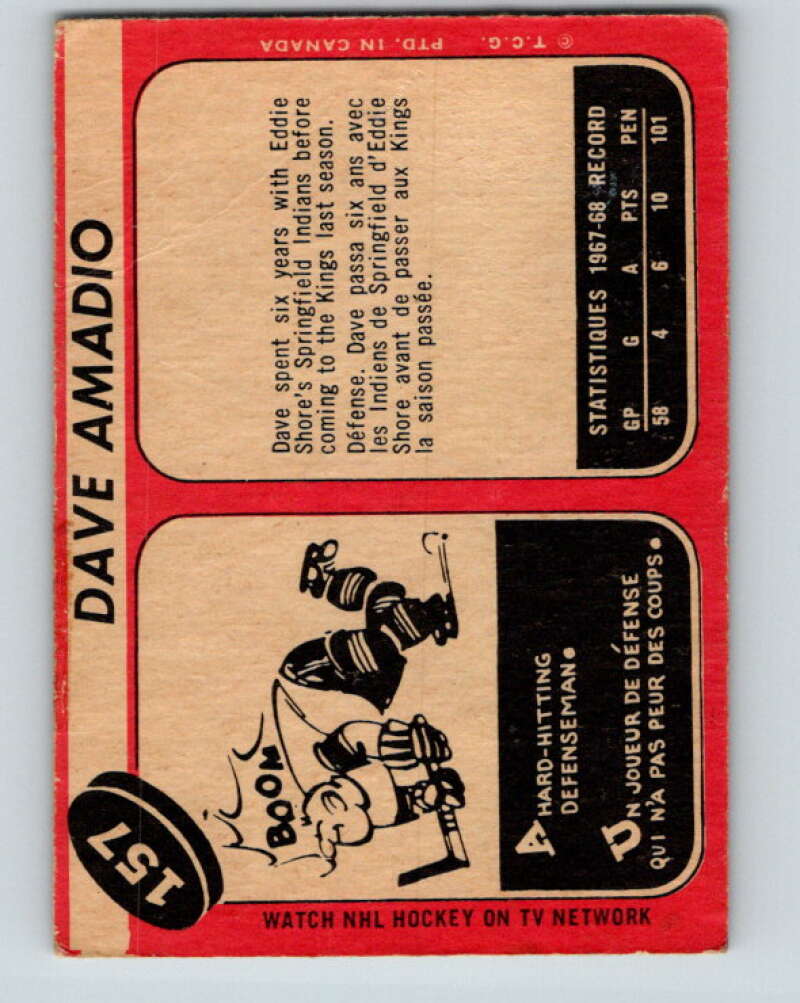 DAVE AMADIO
157
BOOM
A HARD-HITTING
DEFENSEMAN.
UN JOUEUR DE DÉFENSE
QUI N'A PAS PEUR DES COUPS.
WATCH NHL HOCKEY ON TV NETWORK
Dave spent six years with Eddie
Shore's Springfield Indians before
coming to the Kings last season.
Défense. Dave passa six ans avec
les Indiens de Springfield d'Eddie
Shore avant de passer aux Kings
la saison passée.
STATISTIQUES 1967-68 RECORD
GP G A PTS PEN
58 4 6 10 101
© T.C.G. PTD. IN CANADA